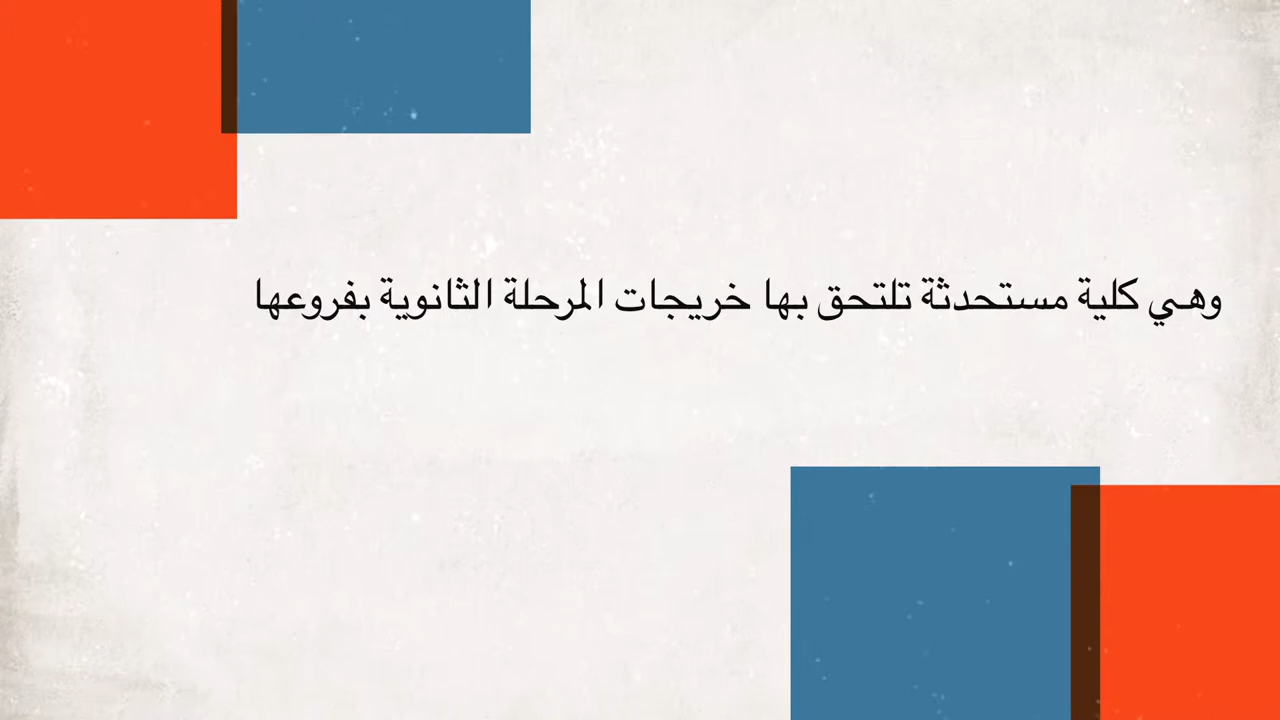 وهي كلية مستحدثة تلتحق بها خريجات المرحلة الثانوية بفروعها